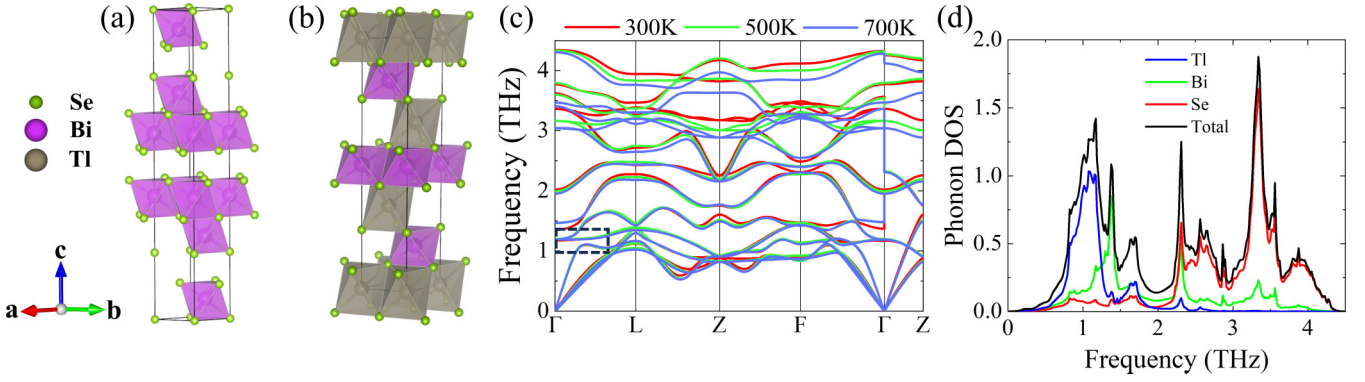 (a)
(b)
(c)
(d)
Se
Bi
Tl
c
a
b
300K
500K
700K
Frequency (THz)
4
3
2
1
0
Γ
L
Z
F
Γ
Z
2.0
1.5
1.0
0.5
0.0
Phonon DOS
Tl
Bi
Se
Total
0
1
2
3
4
Frequency (THz)